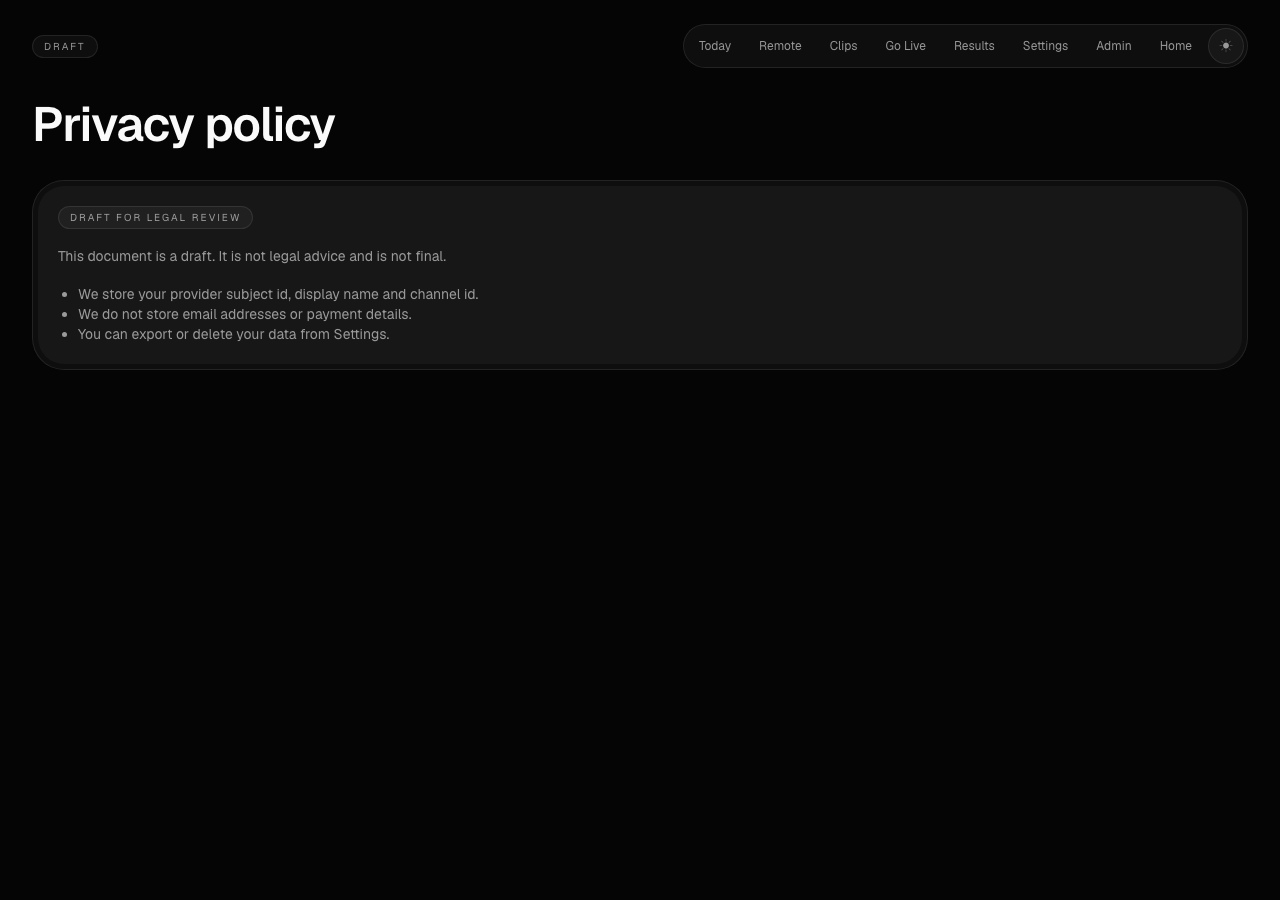 DRAFT
Today Remote Clips Go Live Results Settings Admin Home
Privacy policy
DRAFT FOR LEGAL REVIEW
This document is a draft. It is not legal advice and is not final.
We store your provider subject id, display name and channel id.
We do not store email addresses or payment details.
You can export or delete your data from Settings.